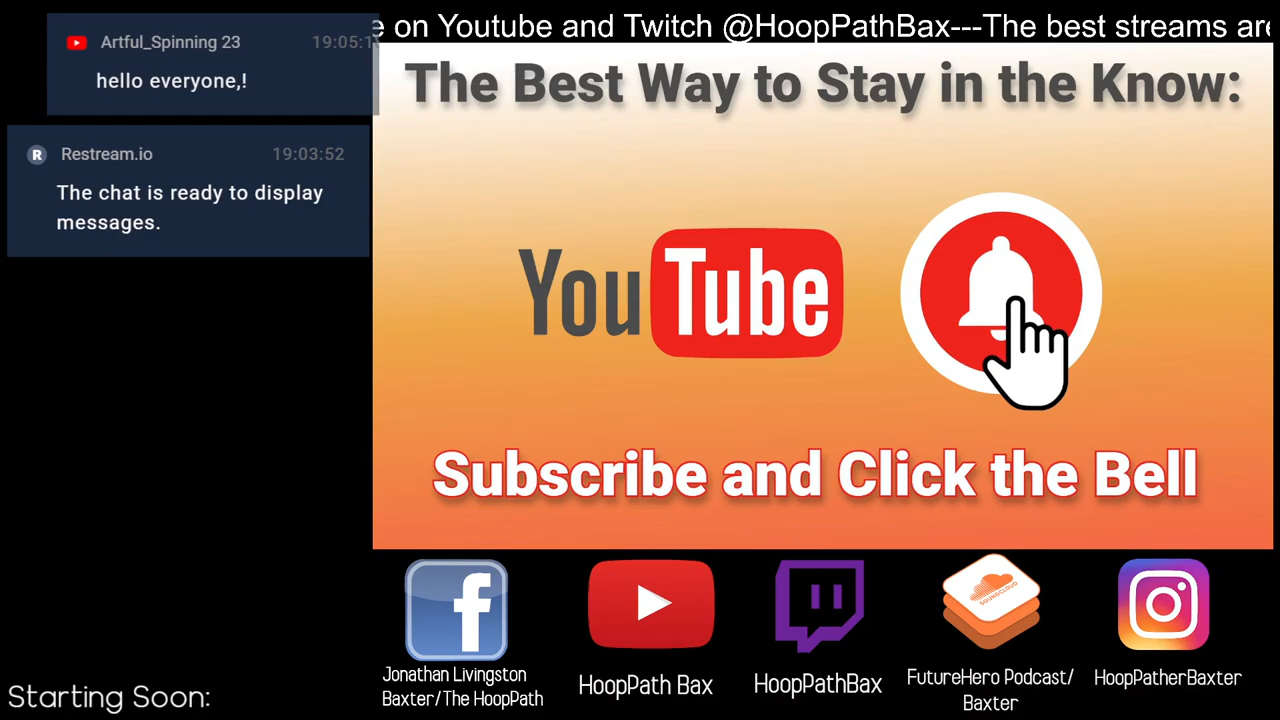 e on Youtube and Twitch @HoopPathBax---The best streams are
Artful_Spinning 23 19:05:1
hello everyone,!
R Restream.io 19:03:52
The chat is ready to display
messages.
The Best Way to Stay in the Know:
YouTube
Subscribe and Click the Bell
SOUNDCLOUD
Jonathan Livingston
Baxter/The HoopPath
HoopPath Bax
HoopPathBax
FutureHero Podcast/
Baxter
HoopPatherBaxter
Starting Soon: